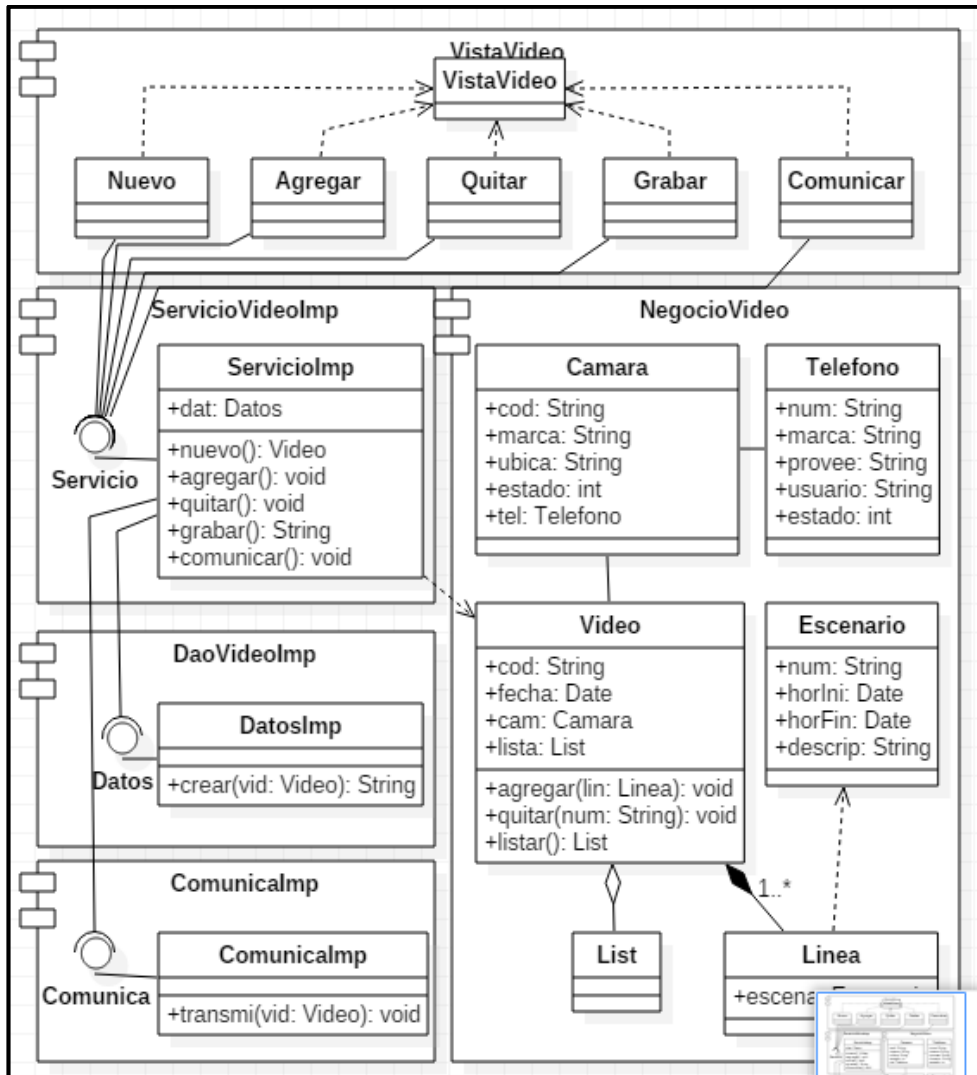 VistaVideo
VistaVideo
Nuevo
Agregar
Quitar
Grabar
Comunicar
ServicioVideoImp
ServicioImp
+dat: Datos
+nuevo(): Video
+agregar(): void
+quitar(): void
+grabar(): String
+comunicar(): void
Servicio
NegocioVideo
Camara
+cod: String
+marca: String
+ubica: String
+estado: int
+tel: Telefono
Telefono
+num: String
+marca: String
+provee: String
+usuario: String
+estado: int
DaoVideoImp
DatosImp
+crear(vid: Video): String
Datos
Video
+cod: String
+fecha: Date
+cam: Camara
+lista: List
+agregar(lin: Linea): void
+quitar(num: String): void
+listar(): List
Escenario
+num: String
+horIni: Date
+horFin: Date
+descrip: String
ComunicaImp
ComunicaImp
+transmi(vid: Video): void
Comunica
1..*
List
Linea